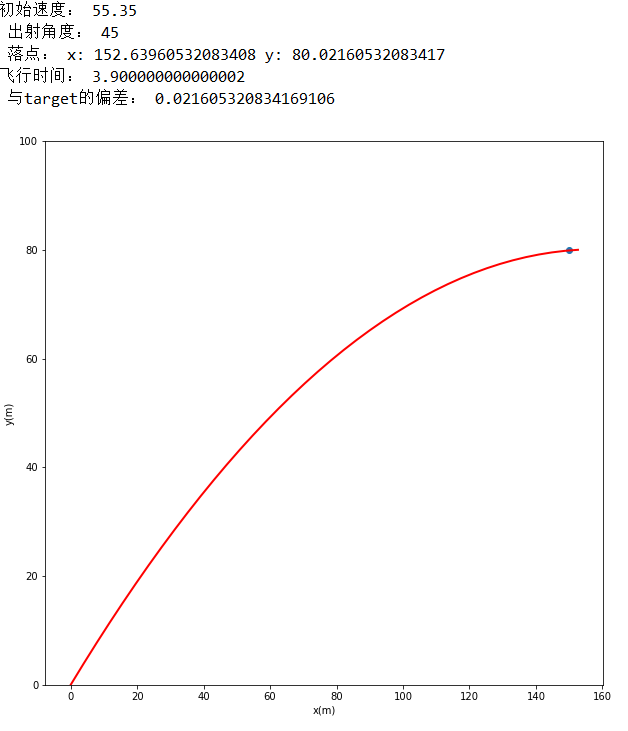 初始速度： 55.35
出射角度： 45
落点： x: 152.63960532083408 y: 80.02160532083417
飞行时间： 3.900000000000002
与target的偏差： 0.021605320834169106
100
80
60
40
20
0
y(m)
0 20 40 60 80 100 120 140 160
x(m)